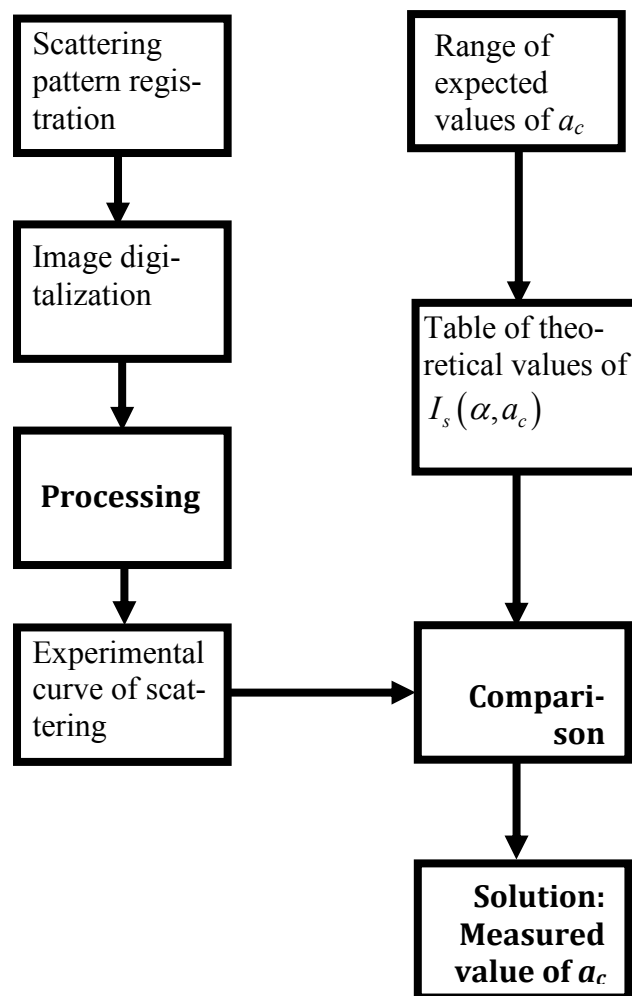 Scattering
pattern regis-
tration
Image digi-
talization
Processing
Experimental
curve of scat-
tering
Range of
expected
values of a_c
Table of theo-
retical values of
I_s(α,a_c)
Compari-
son
Solution:
Measured
value of a_c